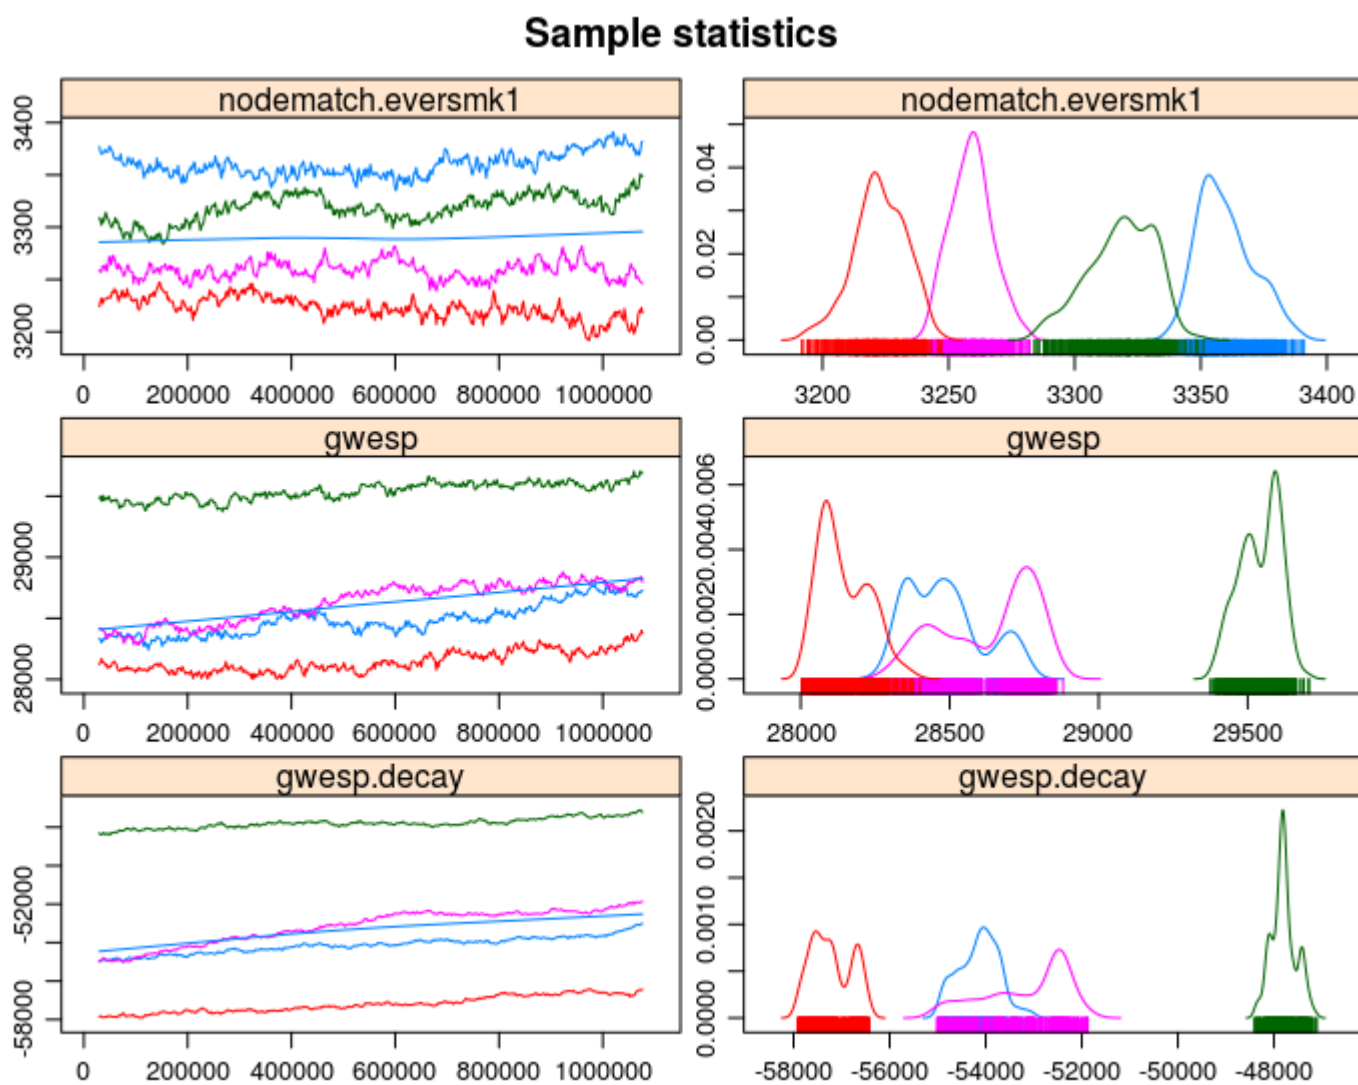 Sample statistics
nodematch.eversmk1
3200 3300 3400
0 200000 400000 600000 800000 1000000
nodematch.eversmk1
0.00 0.02 0.04
3200 3250 3300 3350 3400
gwesp
28000 29000
0 200000 400000 600000 800000 1000000
gwesp
0.0000.0020.0040.006
28000 28500 29000 29500
gwesp.decay
-58000 -52000
0 200000 400000 600000 800000 1000000
gwesp.decay
0.0000 0.0010 0.0020
-58000 -56000 -54000 -52000 -50000 -48000